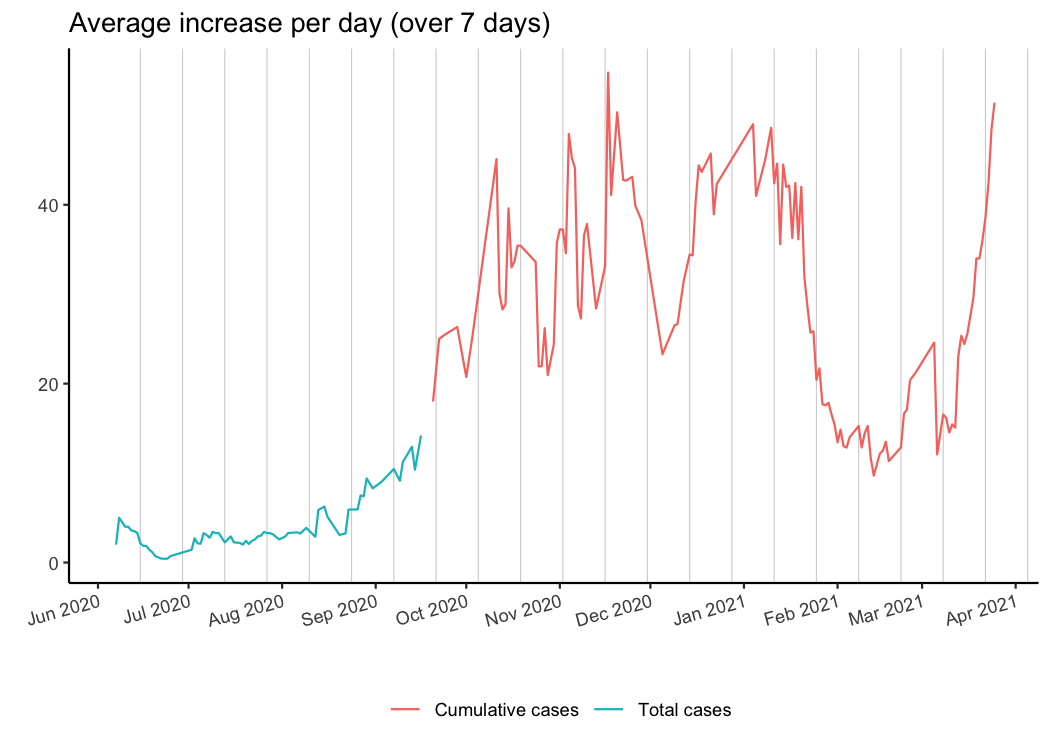 Average increase per day (over 7 days)
40
20
0
Jun 2020
Jul 2020
Aug 2020
Sep 2020
Oct 2020
Nov 2020
Dec 2020
Jan 2021
Feb 2021
Mar 2021
Apr 2021
Cumulative cases
Total cases